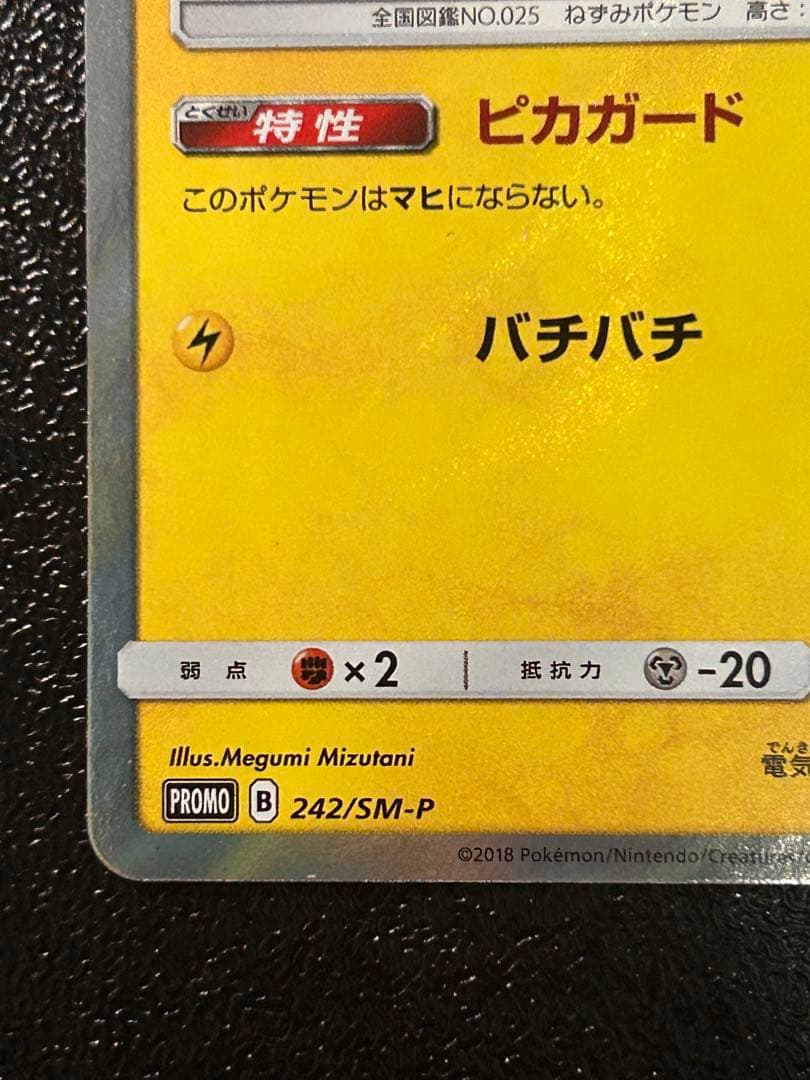 全国図鑑NO.025 ねずみポケモン 高さ:
とくせい
特性 ピカガード
このポケモンはマヒにならない。
バチバチ
弱点 ×2 抵抗力 -20
Illus.Megumi Mizutani
でんき
電気
PROMO B 242/SM-P
©2018 Pokémon/Nintendo/Creatures